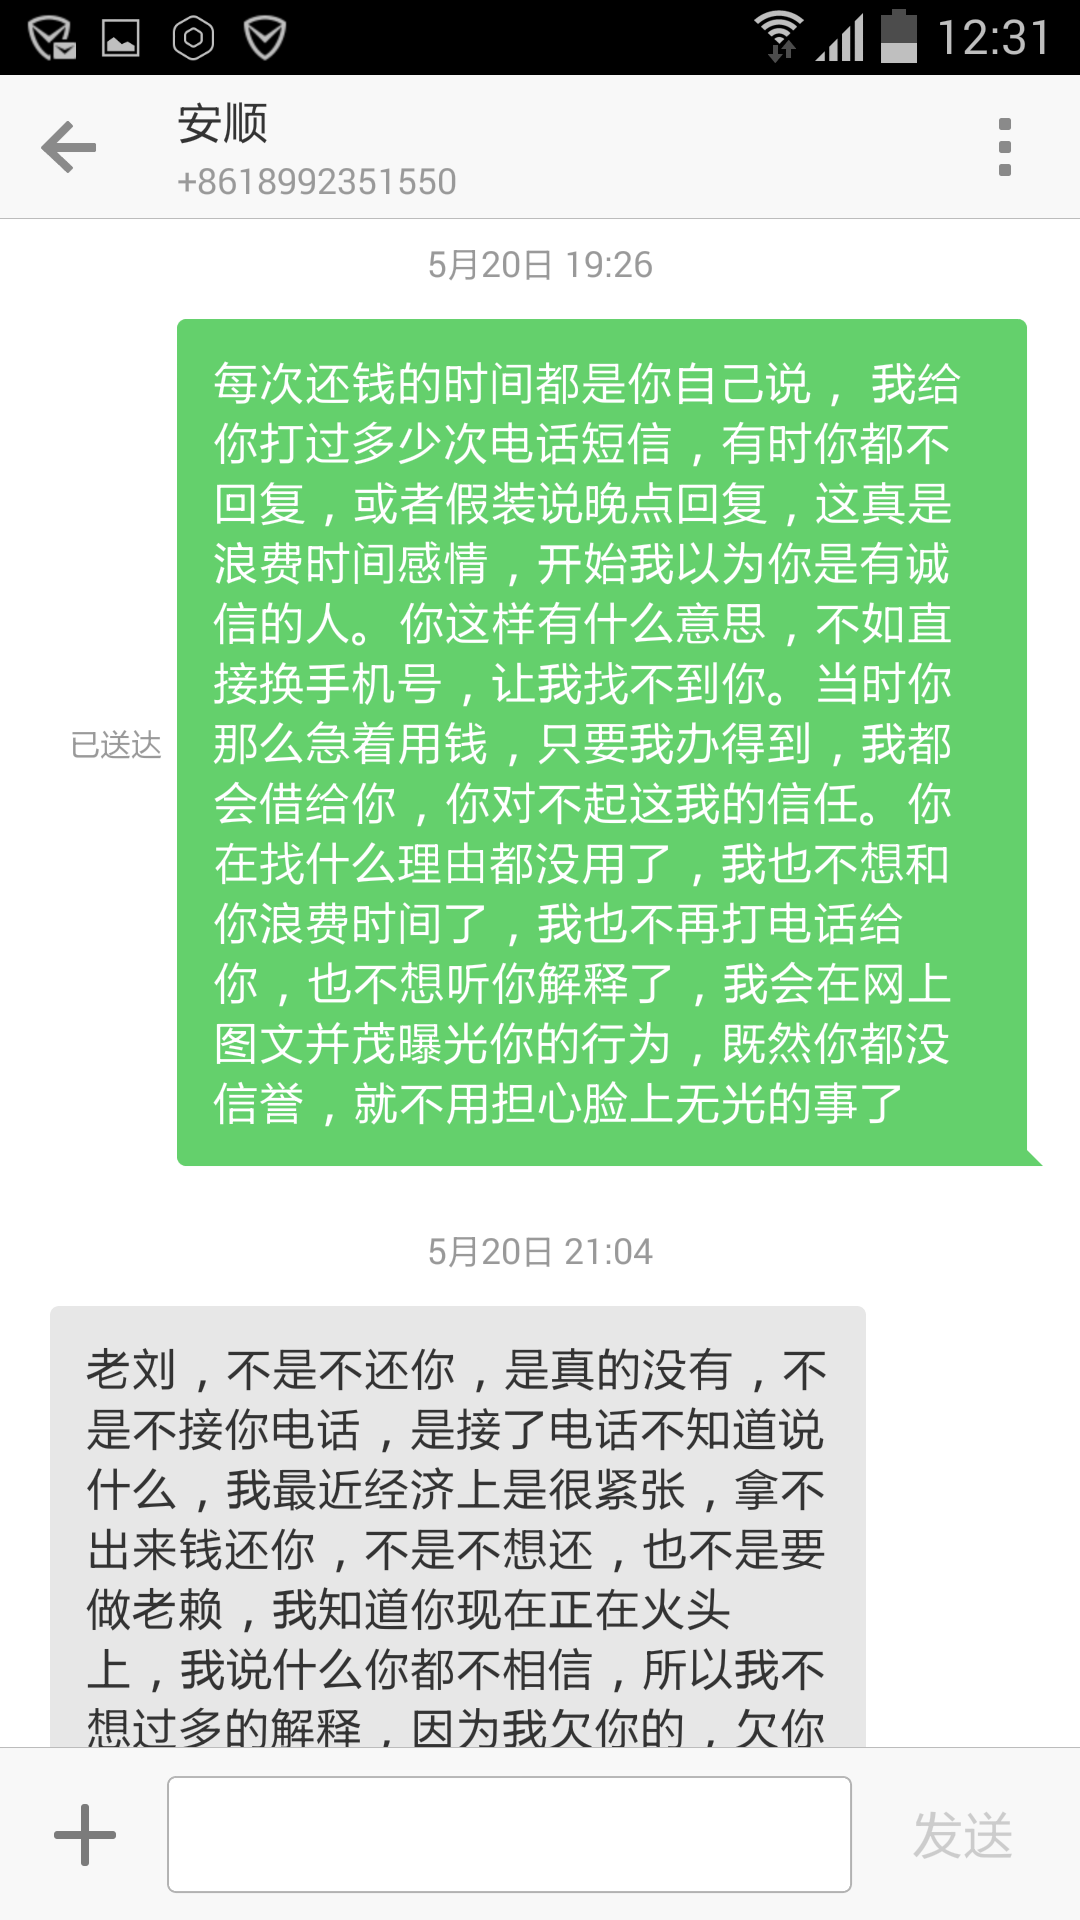 12:31
安顺
+8618992351550
5月20日 19:26
每次还钱的时间都是你自己说，我给
你打过多少次电话短信，有时你都不
回复，或者假装说晚点回复，这真是
浪费时间感情，开始我以为你是有诚
信的人。你这样有什么意思，不如直
接换手机号，让我找不到你。当时你
那么急着用钱，只要我办得到，我都
会借给你，你对不起这我的信任。你
在找什么理由都没用了，我也不想和
你浪费时间了，我也不再打电话给
你，也不想听你解释了，我会在网上
图文并茂曝光你的行为，既然你都没
信誉，就不用担心脸上无光的事了
已送达
5月20日 21:04
老刘，不是不还你，是真的没有，不
是不接你电话，是接了电话不知道说
什么，我最近经济上是很紧张，拿不
出来钱还你，不是不想还，也不是要
做老赖，我知道你现在正在火头
上，我说什么你都不相信，所以我不
想过多的解释，因为我欠你的，欠你
发送